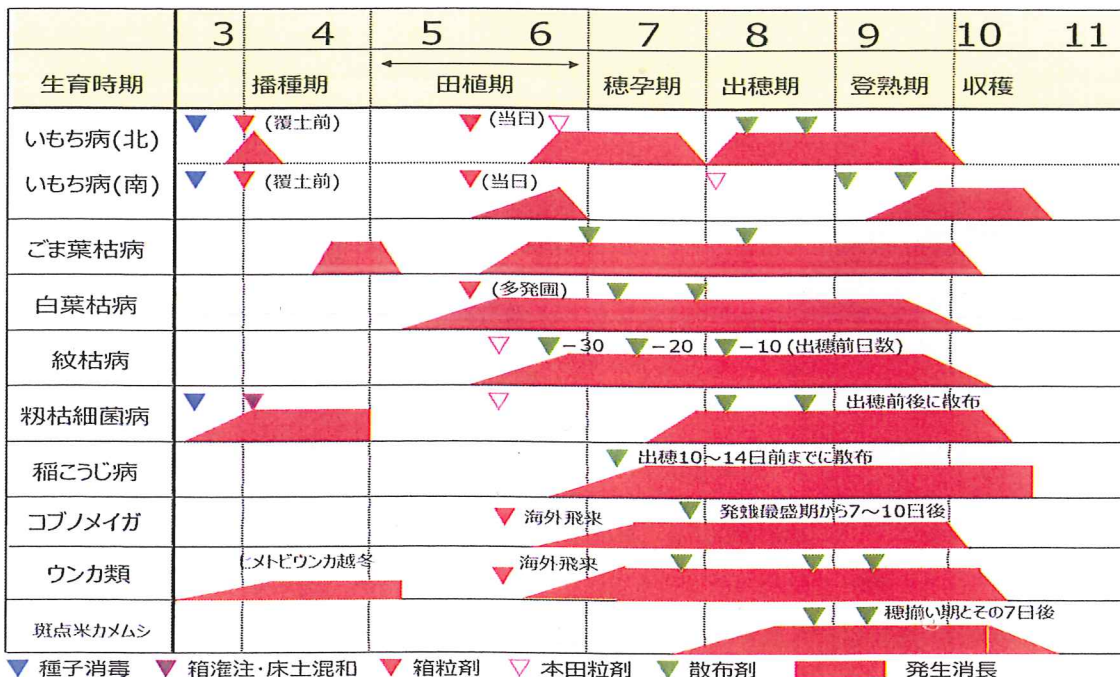 3 4 5 6 7 8 9 10 11
生育時期 播種期 田植期 穂孕期 出穂期 登熟期 収穫
いもち病(北) (覆土前) (当日)
いもち病(南) (覆土前) (当日)
ごま葉枯病
白葉枯病 (多発圃)
紋枯病 -30 -20 -10(出穂前日数)
籾枯細菌病 出穂前後に散布
稲こうじ病 出穂10~14日前までに散布
コブノメイガ 海外飛来 発蛾最盛期から7~10日後
ウンカ類 ヒメトビウンカ越冬 海外飛来
斑点米カメムシ 穂揃い期とその7日後
種子消毒 箱潅注・床土混和 箱粒剤 本田粒剤 散布剤 発生消長